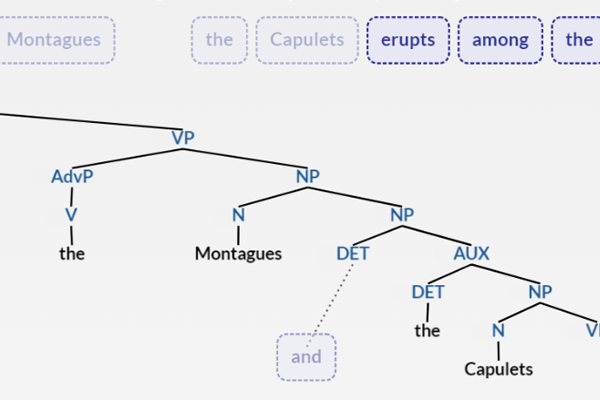 Montagues the Capulets erupts among the
VP
AdvP NP
V N NP
the Montagues DET AUX
DET NP
the N
and Capulets